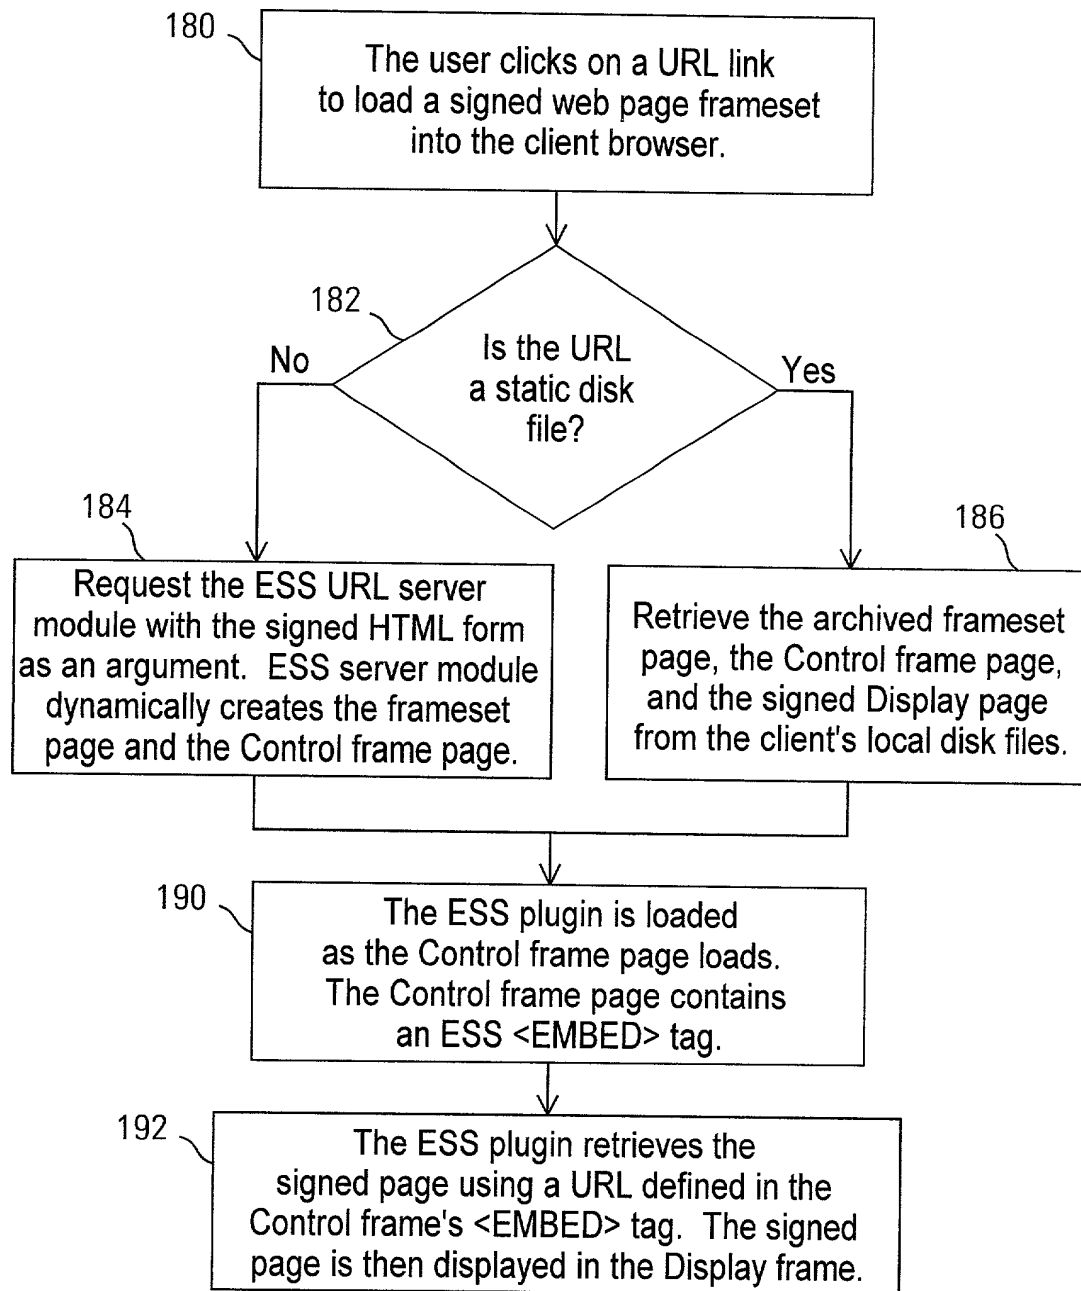 180
The user clicks on a URL link
to load a signed web page frameset
into the client browser.
182
Is the URL
a static disk
file?
No
Yes
184
Request the ESS URL server
module with the signed HTML form
as an argument. ESS server module
dynamically creates the frameset
page and the Control frame page.
186
Retrieve the archived frameset
page, the Control frame page,
and the signed Display page
from the client's local disk files.
190
The ESS plugin is loaded
as the Control frame page loads.
The Control frame page contains
an ESS <EMBED> tag.
192
The ESS plugin retrieves the
signed page using a URL defined in the
Control frame's <EMBED> tag. The signed
page is then displayed in the Display frame.